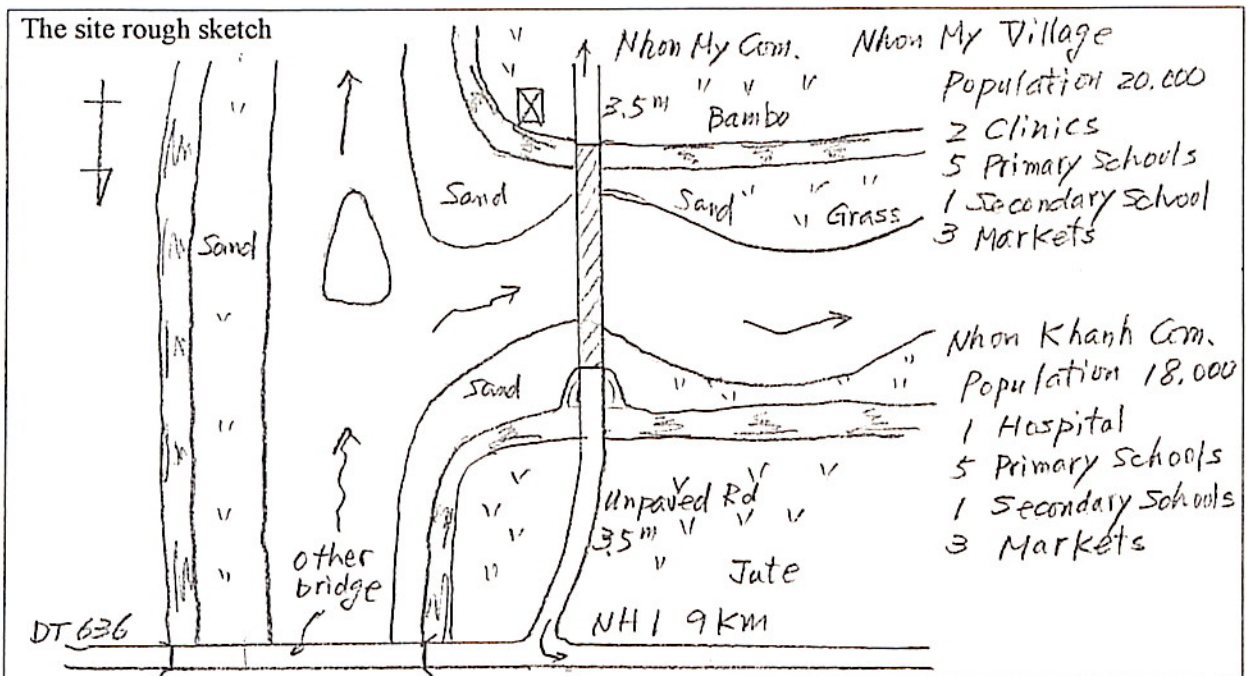 The site rough sketch
Nhon My Com.
Nhon My Village
Population 20.000
2 Clinics
5 Primary Schools
1 Secondary School
3 Markets
3.5m
Bambo
Sand
Sand
Grass
Sand
Nhon Khanh Com.
Population 18.000
1 Hospital
5 Primary Schools
1 Secondary Schools
3 Markets
Sand
Unpaved Rd
3.5m
Jute
other
bridge
DT 636
NH1 9km